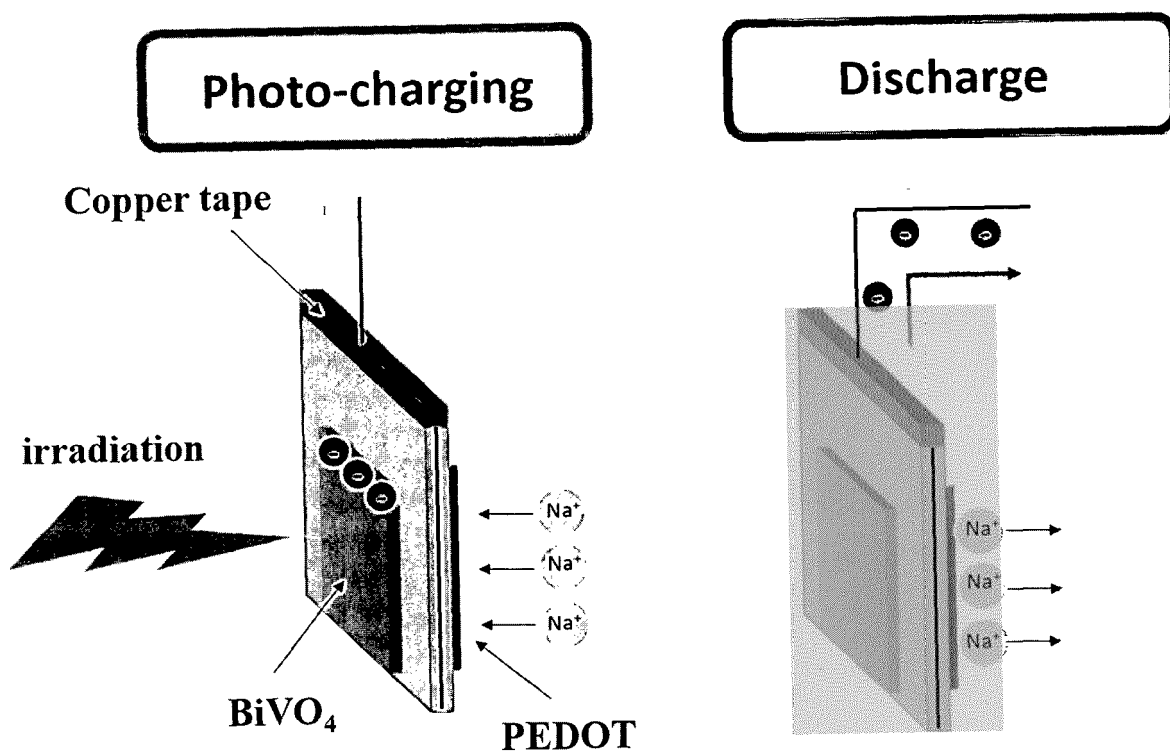 Photo-charging
Discharge
Copper tape
irradiation
Na⁺
Na⁺
Na⁺
BiVO₄
PEDOT
Na⁺
Na⁺
Na⁺